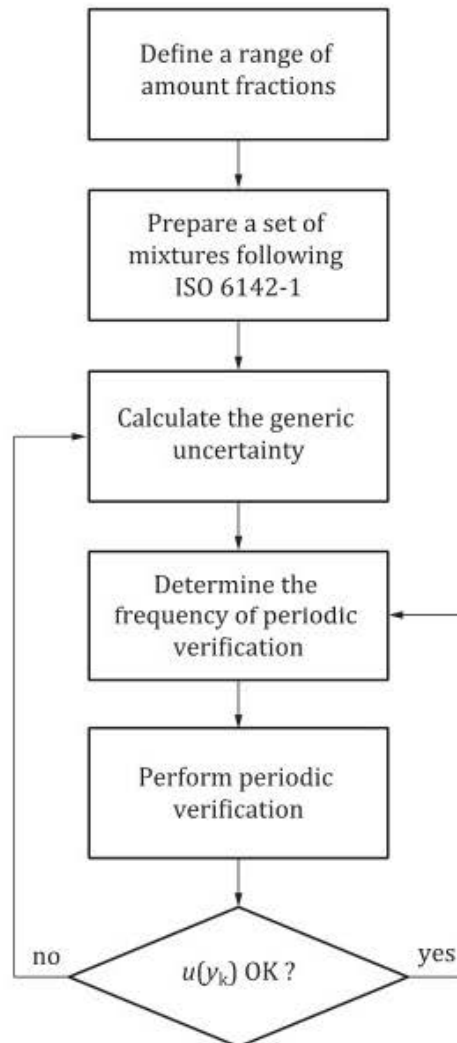 Define a range of
amount fractions
Prepare a set of
mixtures following
ISO 6142-1
Calculate the generic
uncertainty
Determine the
frequency of periodic
verification
Perform periodic
verification
no
u(yk) OK ?
yes